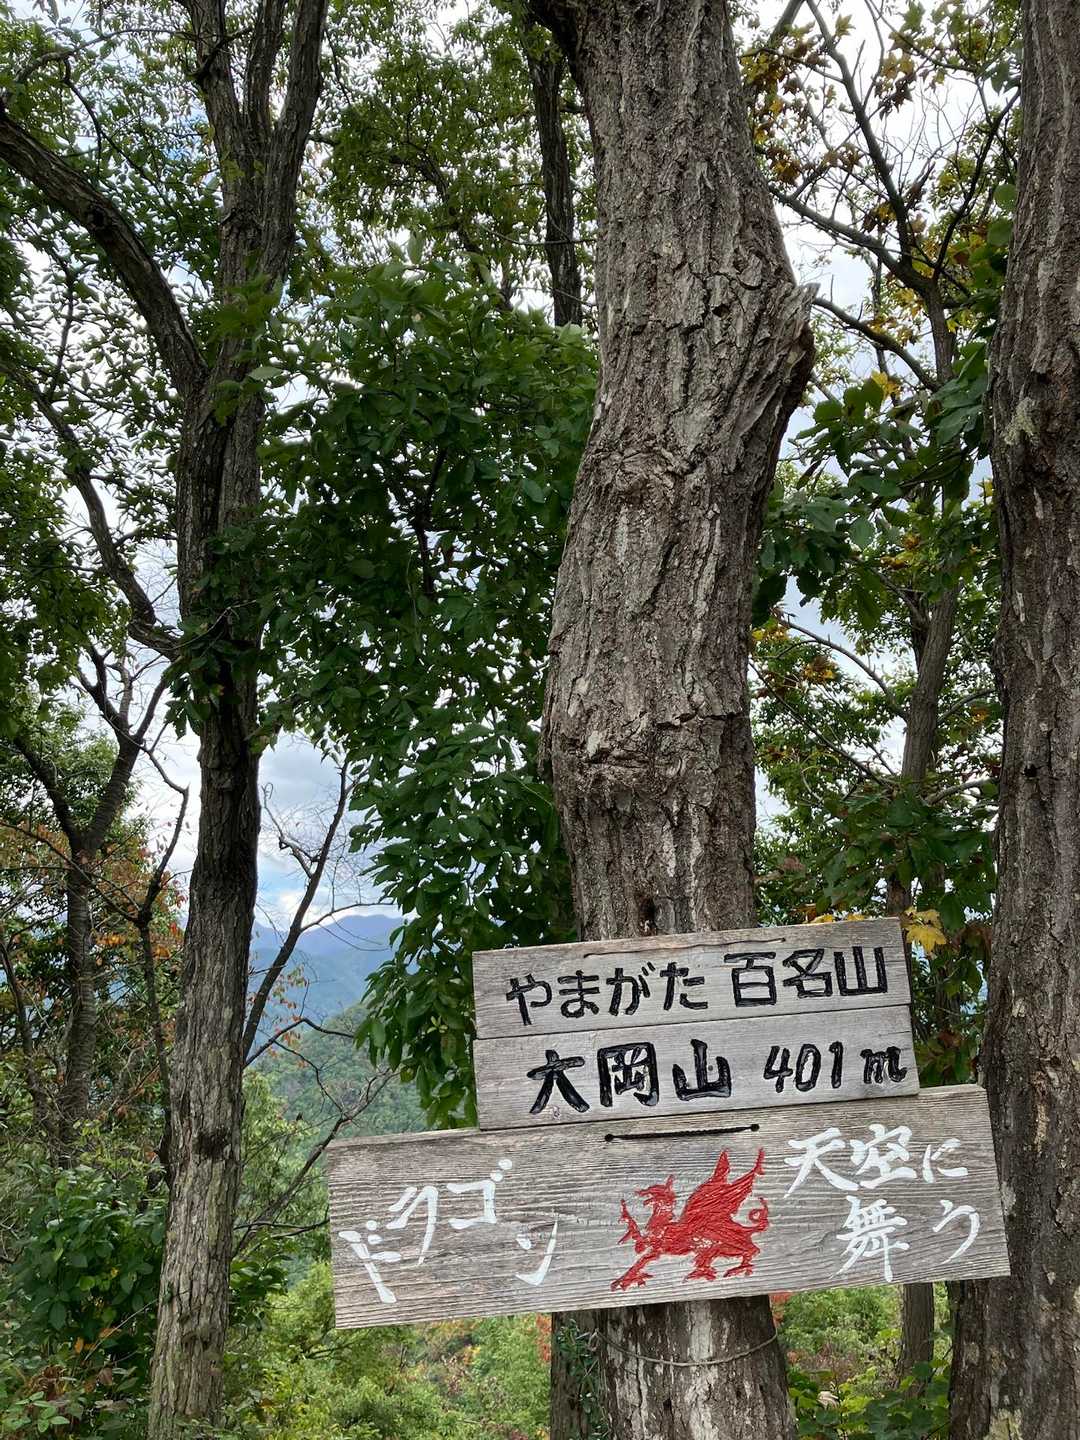 やまがた百名山
大岡山 401m
ドラゴン
天空に
舞う